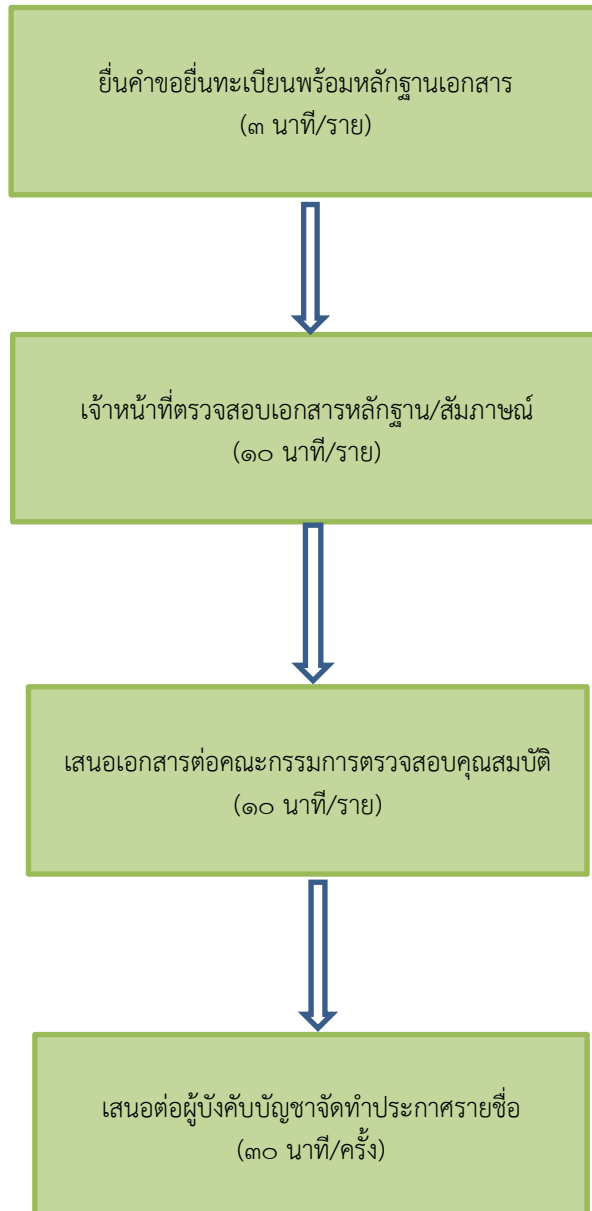 ยื่นคำขอยื่นทะเบียนพร้อมหลักฐานเอกสาร
(๓ นาที/ราย)
เจ้าหน้าที่ตรวจสอบเอกสารหลักฐาน/สัมภาษณ์
(๑๐ นาที/ราย)
เสนอเอกสารต่อคณะกรรมการตรวจสอบคุณสมบัติ
(๑๐ นาที/ราย)
เสนอต่อผู้บังคับบัญชาจัดทำประกาศรายชื่อ
(๓๐ นาที/ครั้ง)